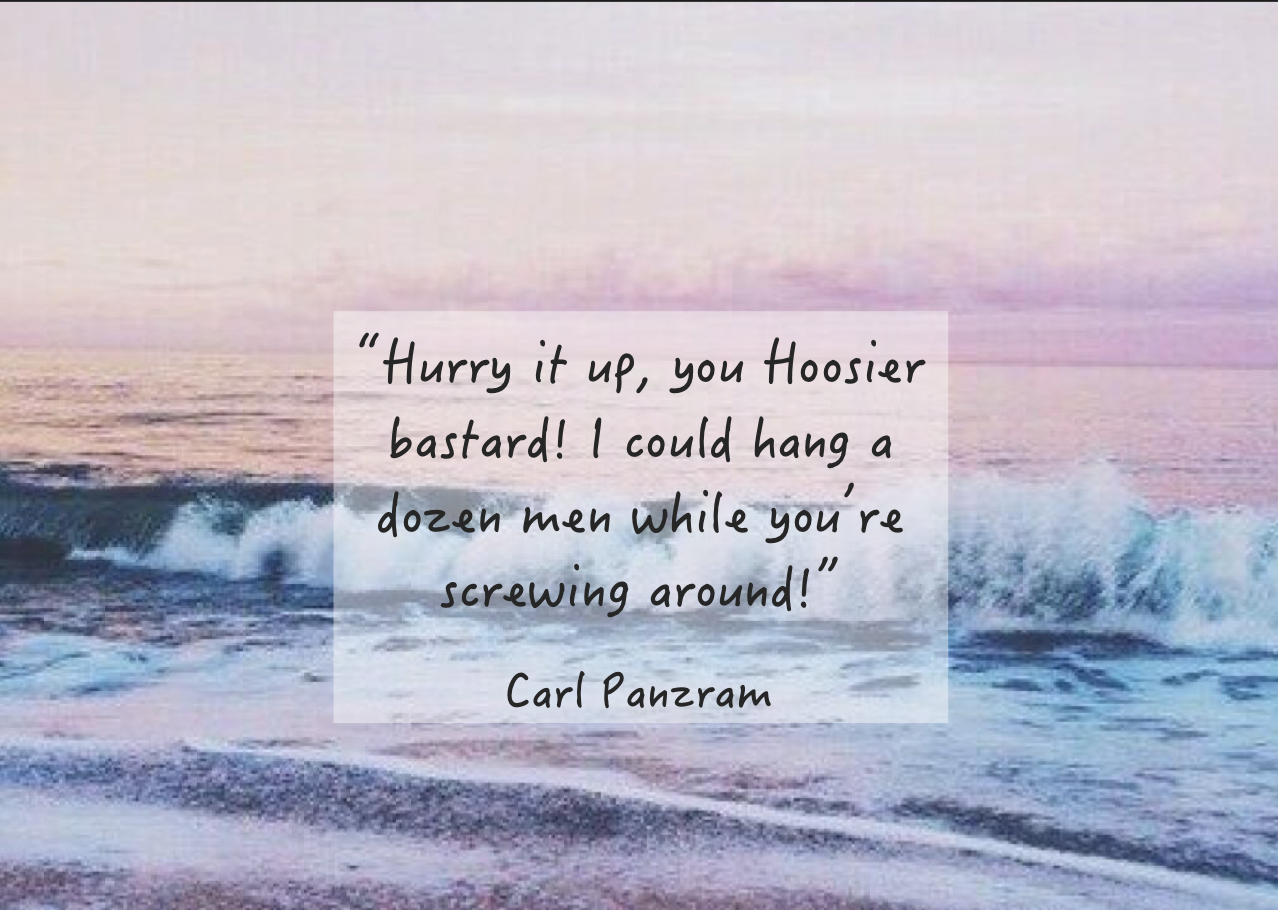 “Hurry it up, you Hoosier
bastard! I could hang a
dozen men while you’re
screwing around!”
Carl Panzram